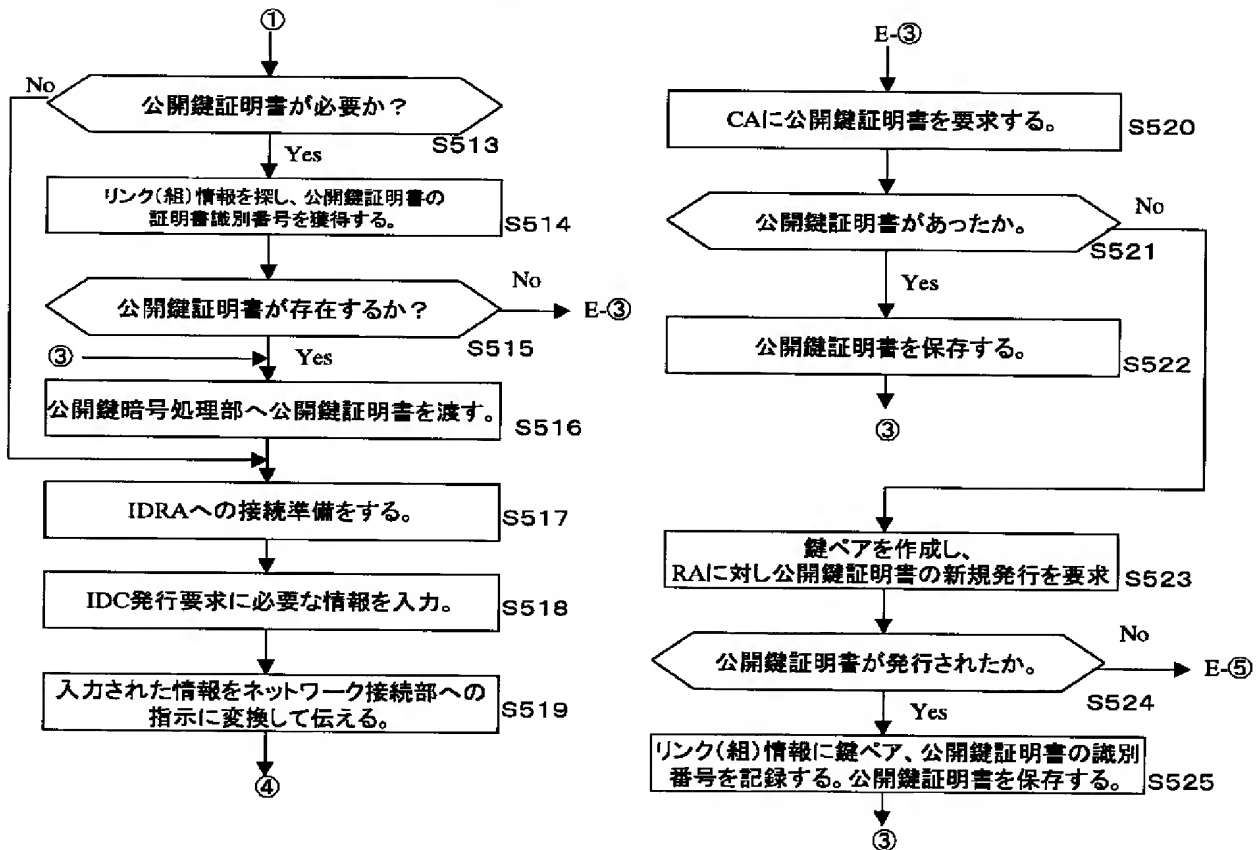 ①
No
公開鍵証明書が必要か？
S513
Yes
リンク(組)情報を探し、公開鍵証明書の
証明書識別番号を獲得する。
S514
公開鍵証明書が存在するか？
No
E-③
S515
③
Yes
公開鍵暗号処理部へ公開鍵証明書を渡す。
S516
IDRAへの接続準備をする。
S517
IDC発行要求に必要な情報を入力。
S518
入力された情報をネットワーク接続部への
指示に変換して伝える。
S519
④
E-③
CAに公開鍵証明書を要求する。
S520
公開鍵証明書があったか。
No
S521
Yes
公開鍵証明書を保存する。
S522
③
鍵ペアを作成し、
RAに対し公開鍵証明書の新規発行を要求
S523
公開鍵証明書が発行されたか。
No
E-⑤
S524
Yes
リンク(組)情報に鍵ペア、公開鍵証明書の識別
番号を記録する。公開鍵証明書を保存する。
S525
③